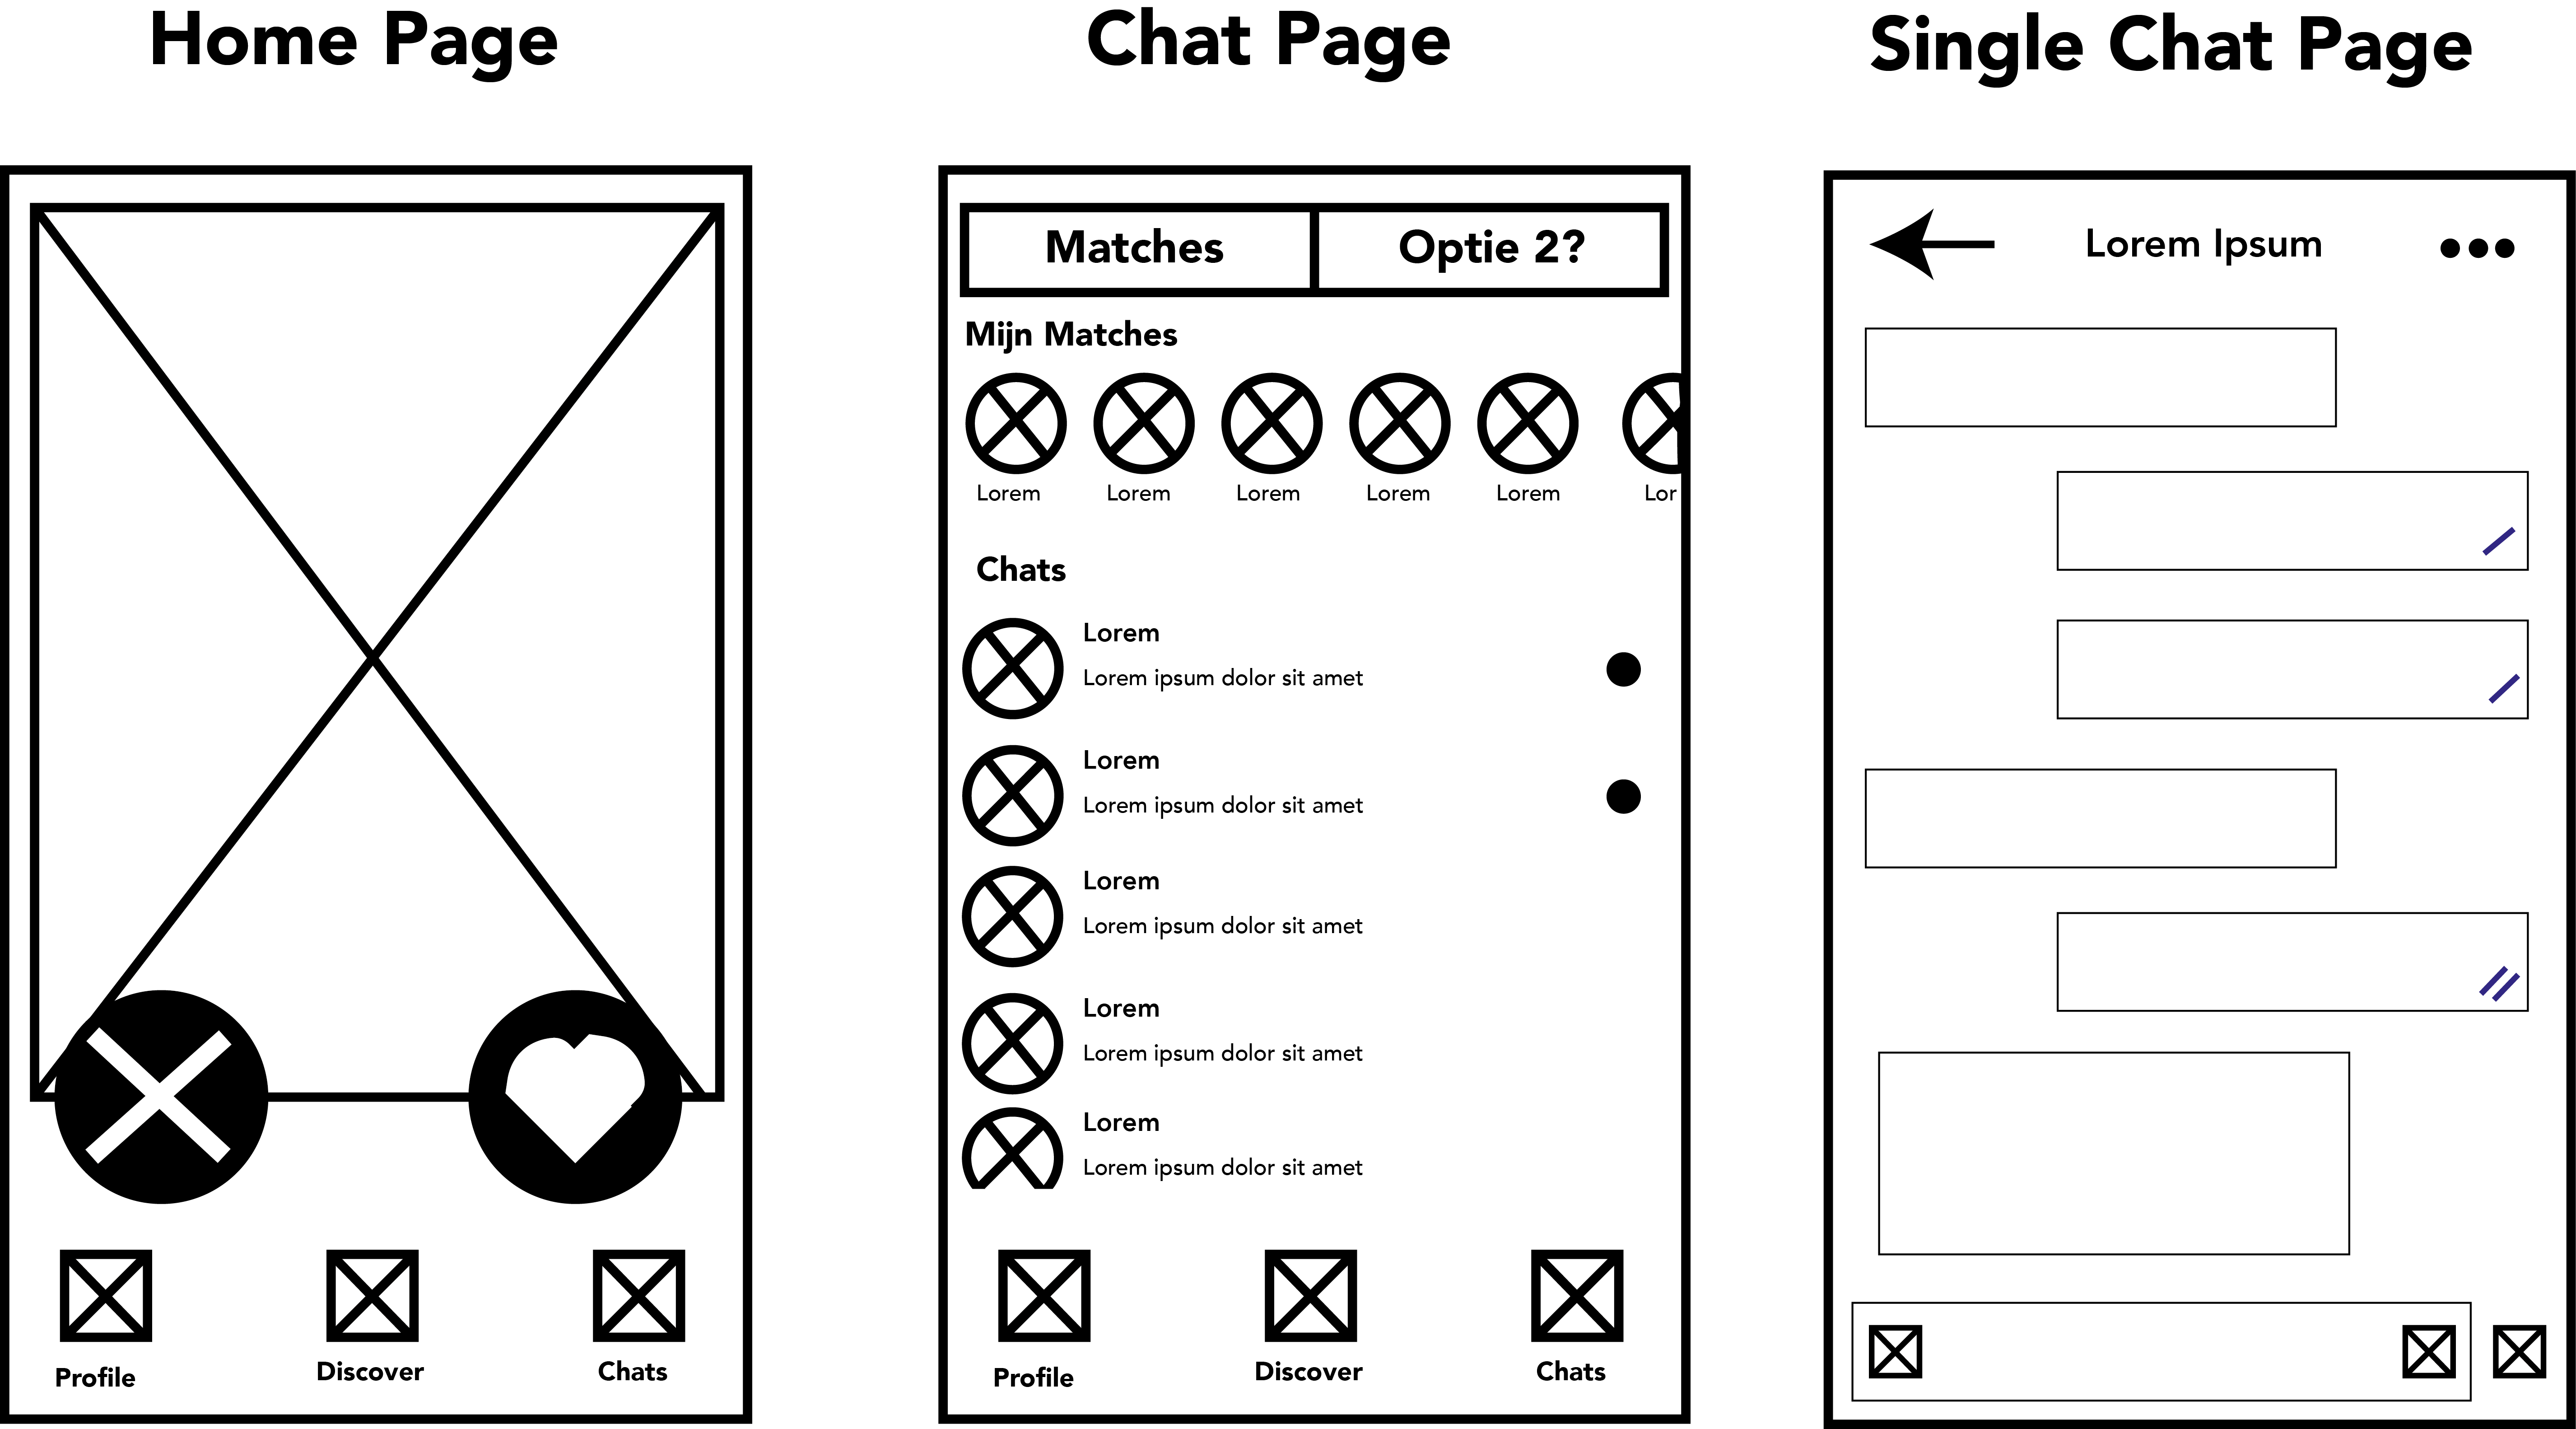 Home Page
Profile
Discover
Chats
Chat Page
Matches
Optie 2?
Mijn Matches
Lorem
Lorem
Lorem
Lorem
Lorem
Lor
Chats
Lorem
Lorem ipsum dolor sit amet
Lorem
Lorem ipsum dolor sit amet
Lorem
Lorem ipsum dolor sit amet
Lorem
Lorem ipsum dolor sit amet
Lorem
Lorem ipsum dolor sit amet
Profile
Discover
Chats
Single Chat Page
Lorem Ipsum